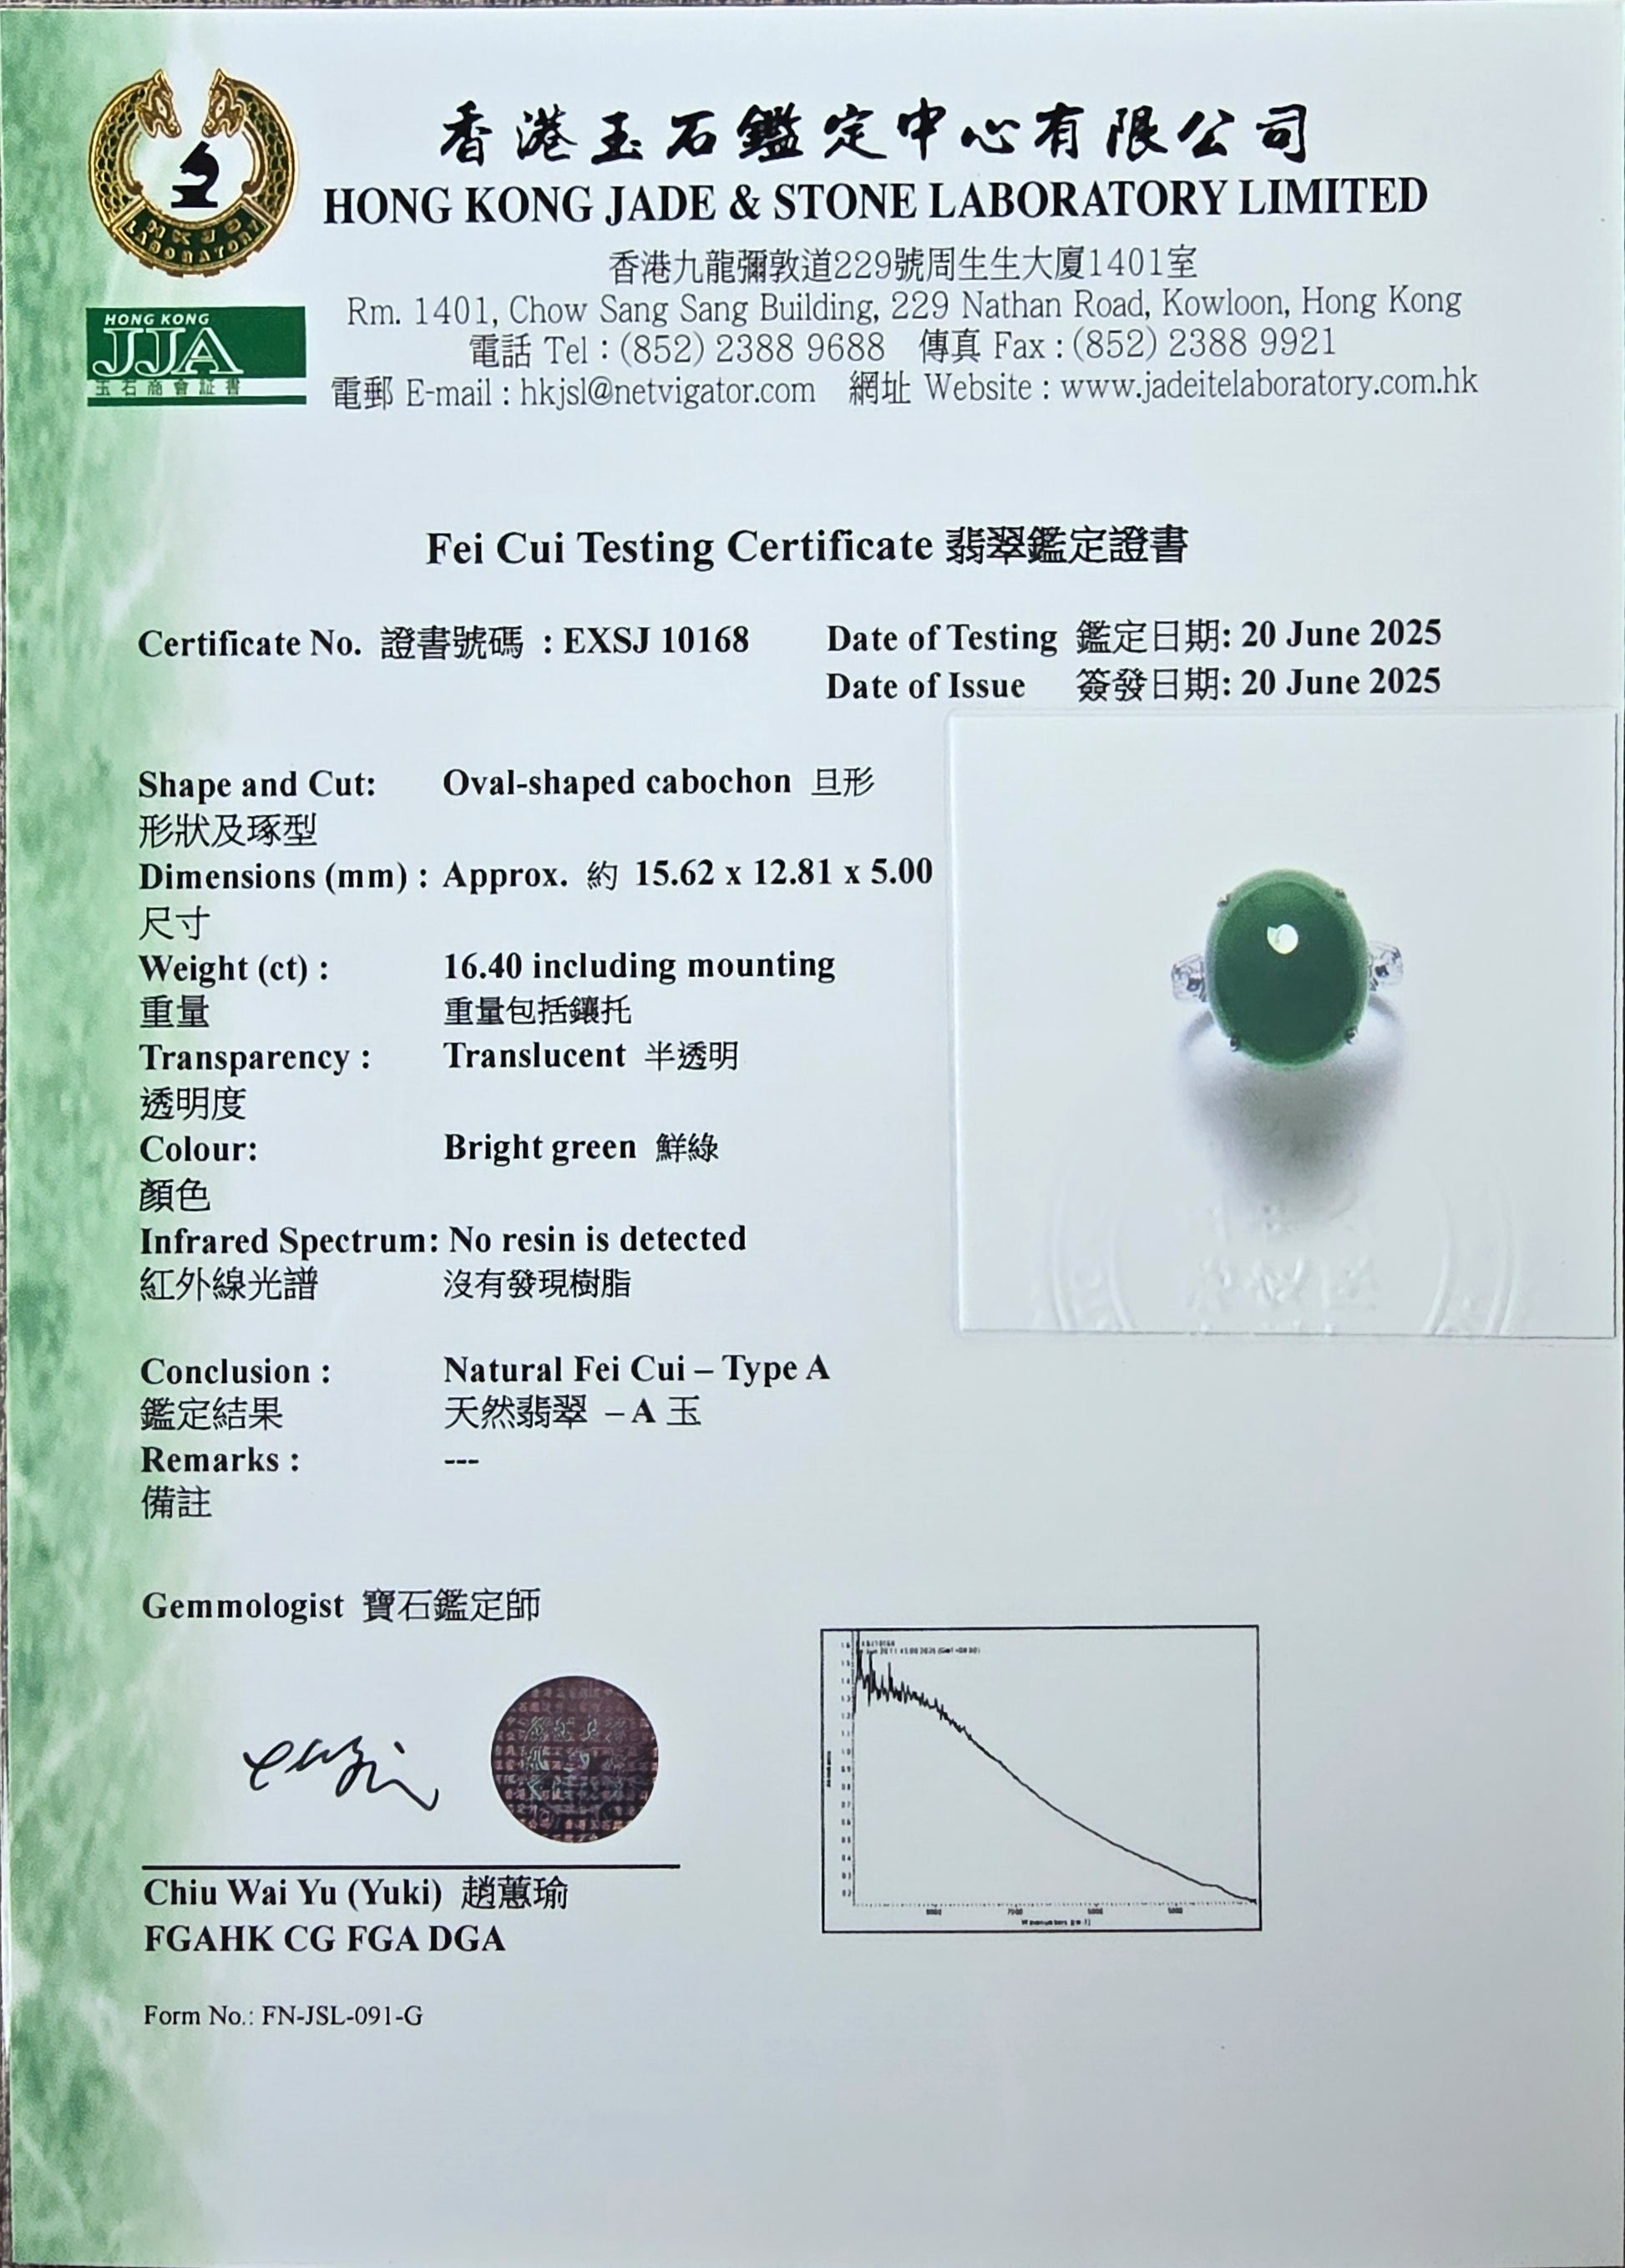 香港玉石鑑定中心有限公司
HONG KONG JADE & STONE LABORATORY LIMITED
香港九龍彌敦道229號周生生大廈1401室
Rm. 1401, Chow Sang Sang Building, 229 Nathan Road, Kowloon, Hong Kong
電話 Tel : (852) 2388 9688 傳真 Fax : (852) 2388 9921
電郵 E-mail : hkjsl@netvigator.com 網址 Website : www.jadeitelaboratory.com.hk
LABORATORY
HONG KONG
JJA
玉石商會証書
Fei Cui Testing Certificate 翡翠鑑定證書
Certificate No. 證書號碼 : EXSJ 10168
Date of Testing 鑑定日期: 20 June 2025
Date of Issue 簽發日期: 20 June 2025
Shape and Cut: Oval-shaped cabochon 旦形
形狀及琢型
Dimensions (mm) : Approx. 約 15.62 x 12.81 x 5.00
尺寸
Weight (ct) : 16.40 including mounting
重量 重量包括鑲托
Transparency : Translucent 半透明
透明度
Colour: Bright green 鮮綠
顏色
Infrared Spectrum: No resin is detected
紅外線光譜 沒有發現樹脂
Conclusion : Natural Fei Cui – Type A
鑑定結果 天然翡翠 – A 玉
Remarks : ---
備註
Gemmologist 寶石鑑定師
Chiu Wai Yu (Yuki) 趙蕙瑜
FGAHK CG FGA DGA
Form No.: FN-JSL-091-G